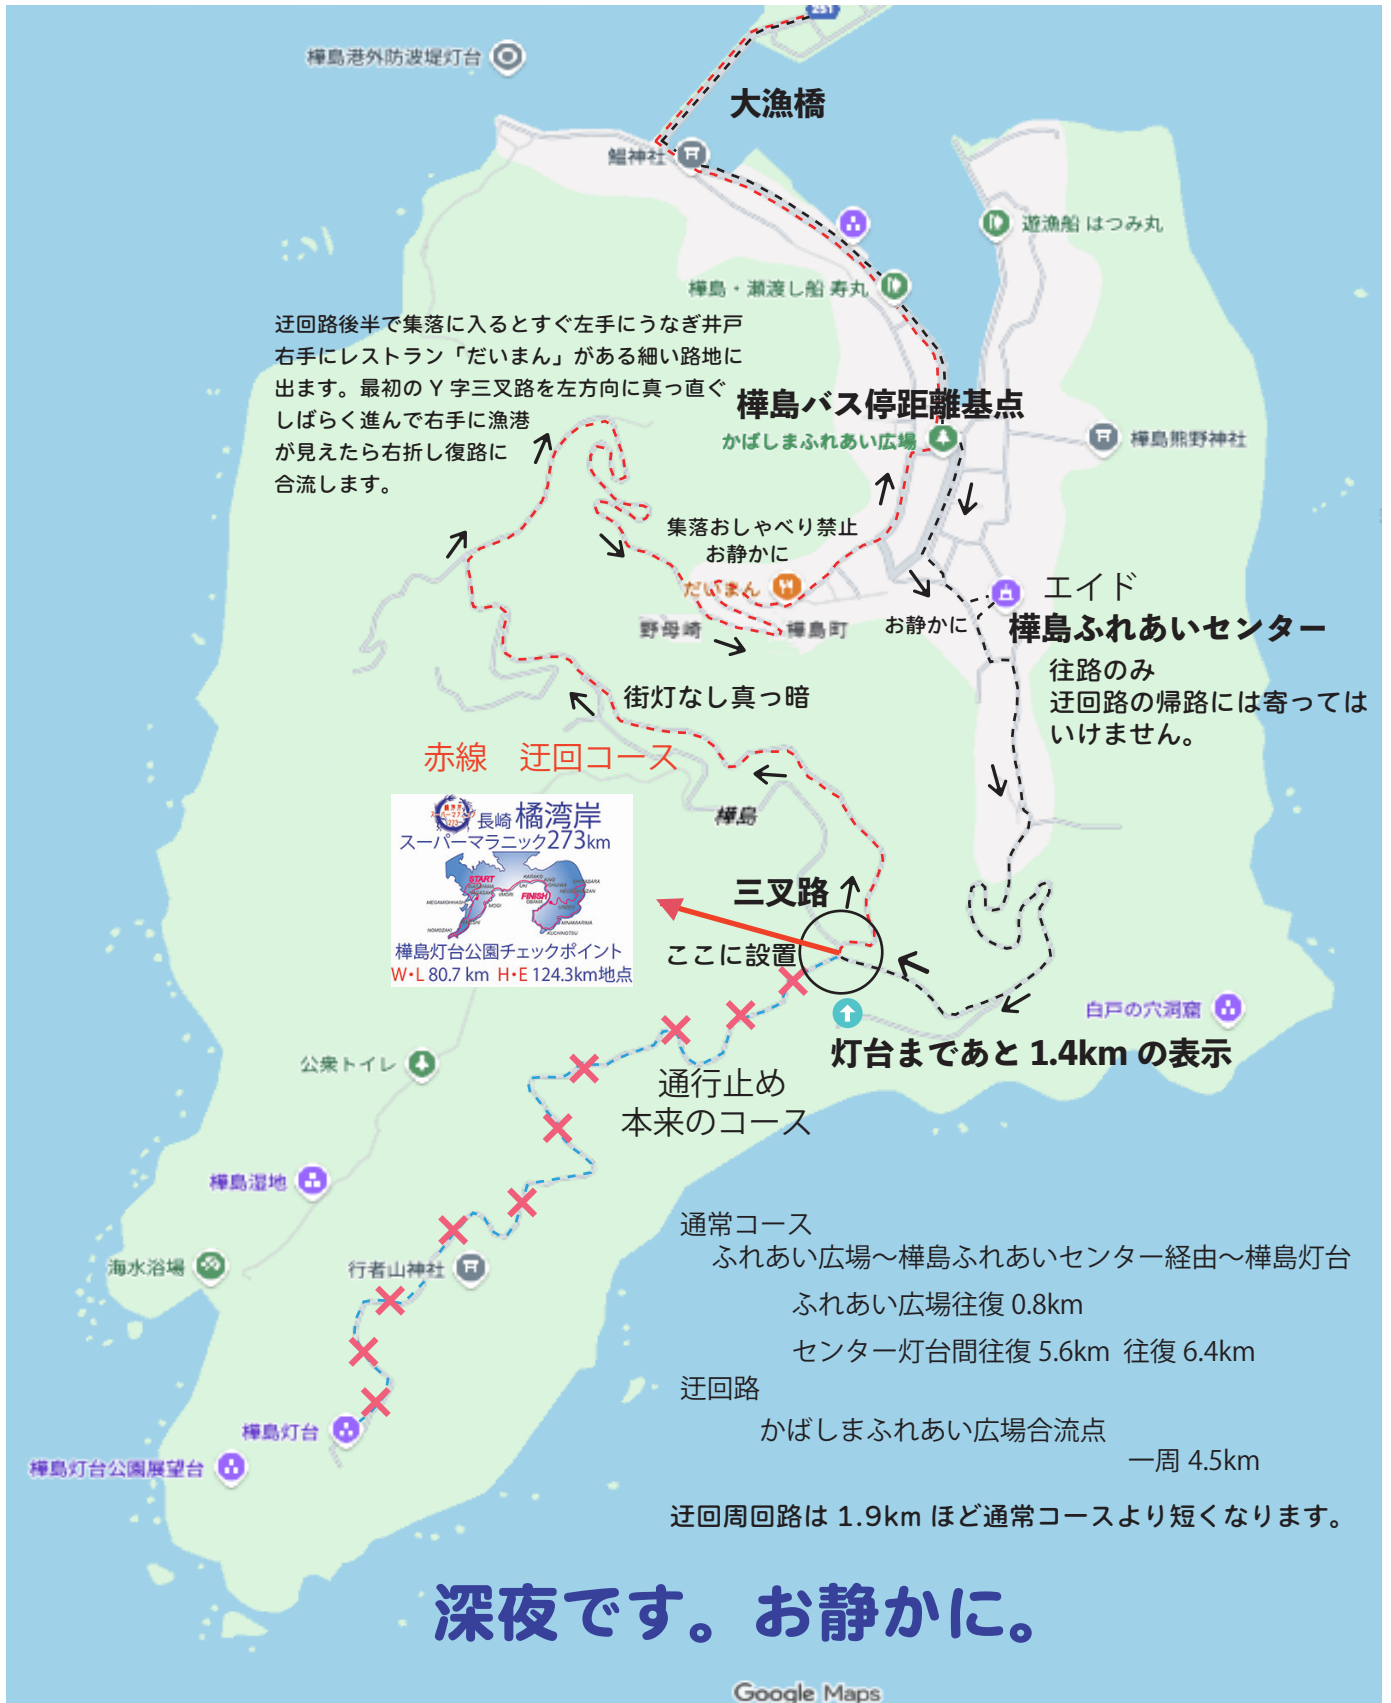 251
樺島港外防波堤灯台
大漁橋
鰮神社
遊漁船 はつみ丸
樺島・瀬渡し船 寿丸
迂回路後半で集落に入るとすぐ左手にうなぎ井戸
右手にレストラン「だいまん」がある細い路地に
出ます。最初の Y 字三叉路を左方向に真っ直ぐ
しばらく進んで右手に漁港
が見えたら右折し復路に
合流します。
樺島バス停距離基点
かばしまふれあい広場
樺島熊野神社
集落おしゃべり禁止
お静かに
だいまん
野母崎
樺島町
お静かに
エイド
樺島ふれあいセンター
往路のみ
迂回路の帰路には寄っては
いけません。
街灯なし真っ暗
赤線 迂回コース
長崎 橘湾岸
スーパーマラニック273km
START
FINISH
樺島灯台公園チェックポイント
W・L 80.7 km H・E 124.3km地点
樺島
三叉路
ここに設置
白戸の穴洞窟
灯台まであと 1.4km の表示
公衆トイレ
通行止め
本来のコース
樺島湿地
海水浴場
行者山神社
通常コース
ふれあい広場～樺島ふれあいセンター経由～樺島灯台
ふれあい広場往復 0.8km
センター灯台間往復 5.6km 往復 6.4km
迂回路
かばしまふれあい広場合流点
一周 4.5km
樺島灯台
樺島灯台公園展望台
迂回周回路は 1.9km ほど通常コースより短くなります。
深夜です。お静かに。
Google Maps